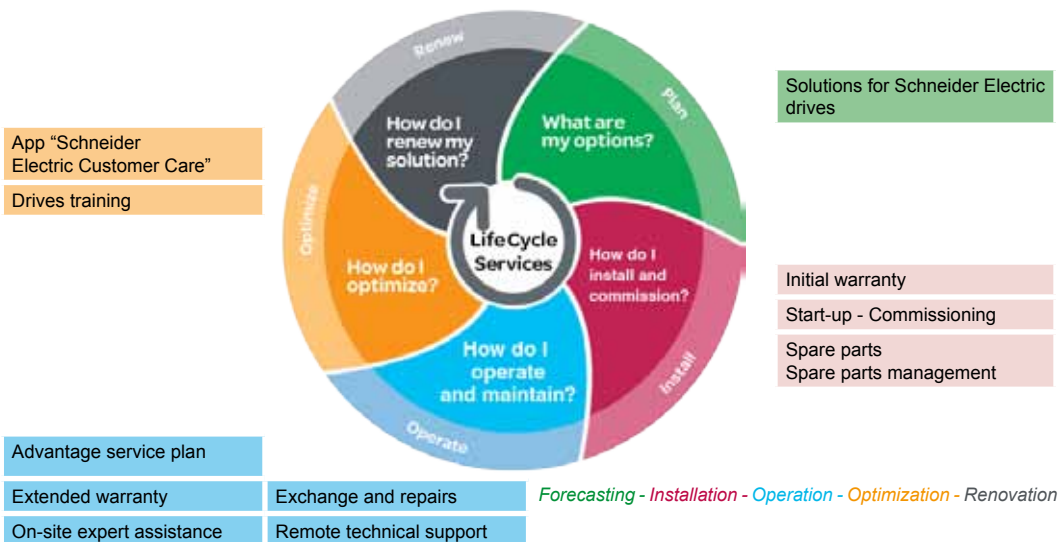 Renew
Plan
How do I
renew my
solution?
What are
my options?
Solutions for Schneider Electric
drives
App “Schneider
Electric Customer Care”
Drives training
Optimize
LifeCycle
Services
How do I
optimize?
How do I
install and
commission?
Initial warranty
Start-up - Commissioning
Spare parts
Spare parts management
How do I
operate
and maintain?
Install
Operate
Advantage service plan
Extended warranty
Exchange and repairs
On-site expert assistance
Remote technical support
Forecasting - Installation - Operation - Optimization - Renovation